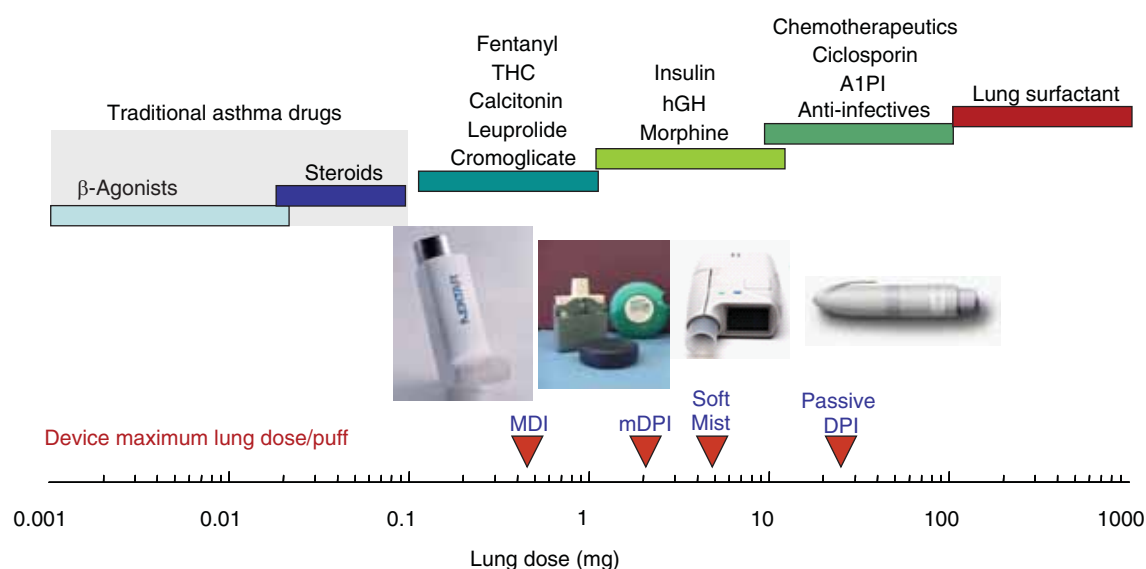 Traditional asthma drugs
β-Agonists
Steroids
Fentanyl
THC
Calcitonin
Leuprolide
Cromoglicate
Insulin
hGH
Morphine
Chemotherapeutics
Ciclosporin
A1PI
Anti-infectives
Lung surfactant
Device maximum lung dose/puff
MDI
mDPI
Soft
Mist
Passive
DPI
0.001 0.01 0.1 1 10 100 1000
Lung dose (mg)